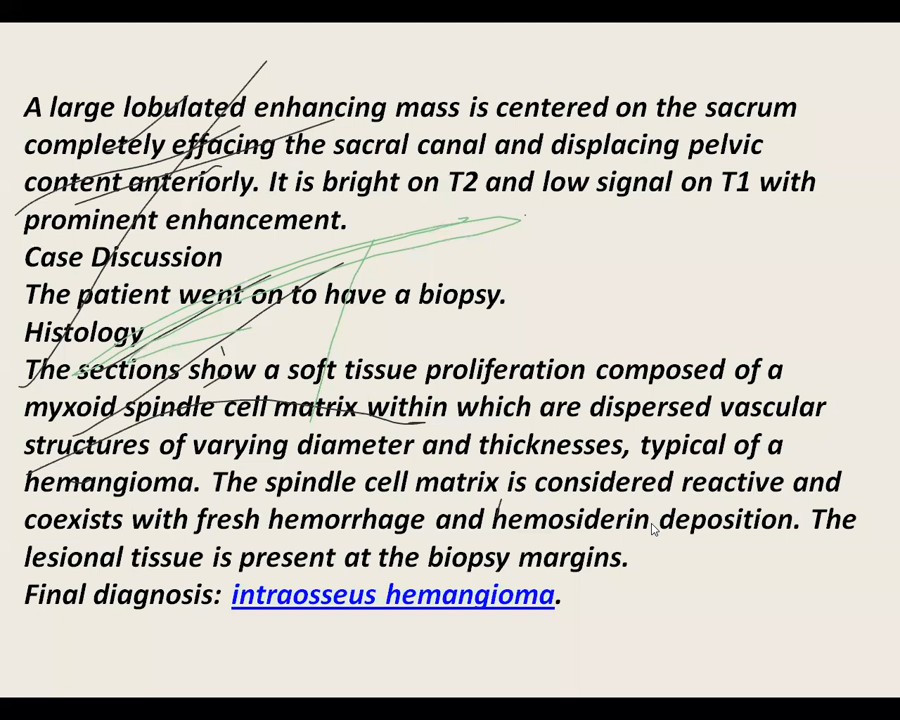 A large lobulated enhancing mass is centered on the sacrum
completely effacing the sacral canal and displacing pelvic
content anteriorly. It is bright on T2 and low signal on T1 with
prominent enhancement.
Case Discussion
The patient went on to have a biopsy.
Histology
The sections show a soft tissue proliferation composed of a
myxoid spindle cell matrix within which are dispersed vascular
structures of varying diameter and thicknesses, typical of a
hemangioma. The spindle cell matrix is considered reactive and
coexists with fresh hemorrhage and hemosiderin deposition. The
lesional tissue is present at the biopsy margins.
Final diagnosis: intraosseus hemangioma.